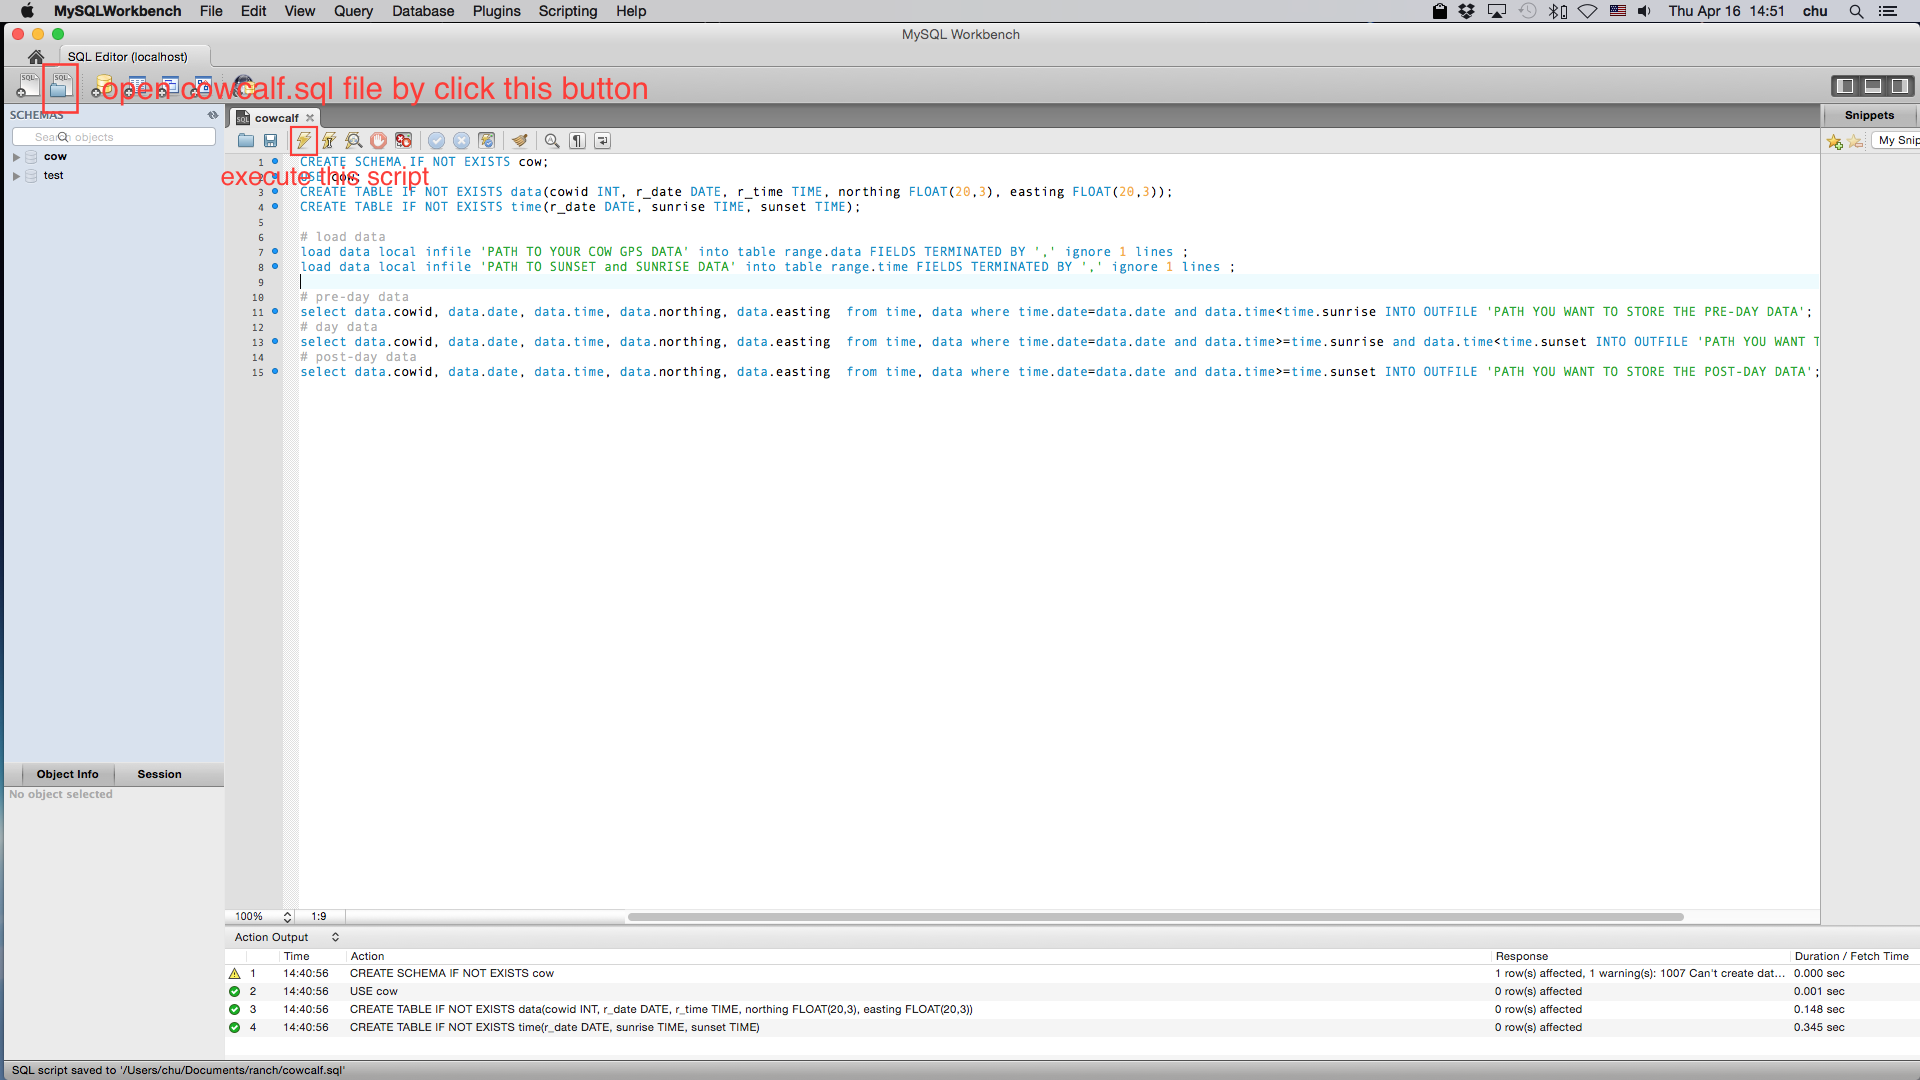 MySQLWorkbench File Edit View Query Database Plugins Scripting Help Thu Apr 16 14:51 chu
MySQL Workbench
SQL Editor (localhost)
open cowcalf.sql file by click this button
SCHEMAS
cowcalf
Snippets
Search objects
My Snip
cow
test
execute this script
1 CREATE SCHEMA IF NOT EXISTS cow;
2 USE cow;
3 CREATE TABLE IF NOT EXISTS data(cowid INT, r_date DATE, r_time TIME, northing FLOAT(20,3), easting FLOAT(20,3));
4 CREATE TABLE IF NOT EXISTS time(r_date DATE, sunrise TIME, sunset TIME);
5
6 # load data
7 load data local infile 'PATH TO YOUR COW GPS DATA' into table range.data FIELDS TERMINATED BY ',' ignore 1 lines ;
8 load data local infile 'PATH TO SUNSET and SUNRISE DATA' into table range.time FIELDS TERMINATED BY ',' ignore 1 lines ;
9
10 # pre-day data
11 select data.cowid, data.date, data.time, data.northing, data.easting  from time, data where time.date=data.date and data.time<time.sunrise INTO OUTFILE 'PATH YOU WANT TO STORE THE PRE-DAY DATA';
12 # day data
13 select data.cowid, data.date, data.time, data.northing, data.easting  from time, data where time.date=data.date and data.time>=time.sunrise and data.time<time.sunset INTO OUTFILE 'PATH YOU WANT T
14 # post-day data
15 select data.cowid, data.date, data.time, data.northing, data.easting  from time, data where time.date=data.date and data.time>=time.sunset INTO OUTFILE 'PATH YOU WANT TO STORE THE POST-DAY DATA';
Object Info Session
No object selected
100% 1:9
Action Output
Time Action Response Duration / Fetch Time
1 14:40:56 CREATE SCHEMA IF NOT EXISTS cow 1 row(s) affected, 1 warning(s): 1007 Can't create dat... 0.000 sec
2 14:40:56 USE cow 0 row(s) affected 0.001 sec
3 14:40:56 CREATE TABLE IF NOT EXISTS data(cowid INT, r_date DATE, r_time TIME, northing FLOAT(20,3), easting FLOAT(20,3)) 0 row(s) affected 0.148 sec
4 14:40:56 CREATE TABLE IF NOT EXISTS time(r_date DATE, sunrise TIME, sunset TIME) 0 row(s) affected 0.345 sec
SQL script saved to '/Users/chu/Documents/ranch/cowcalf.sql'